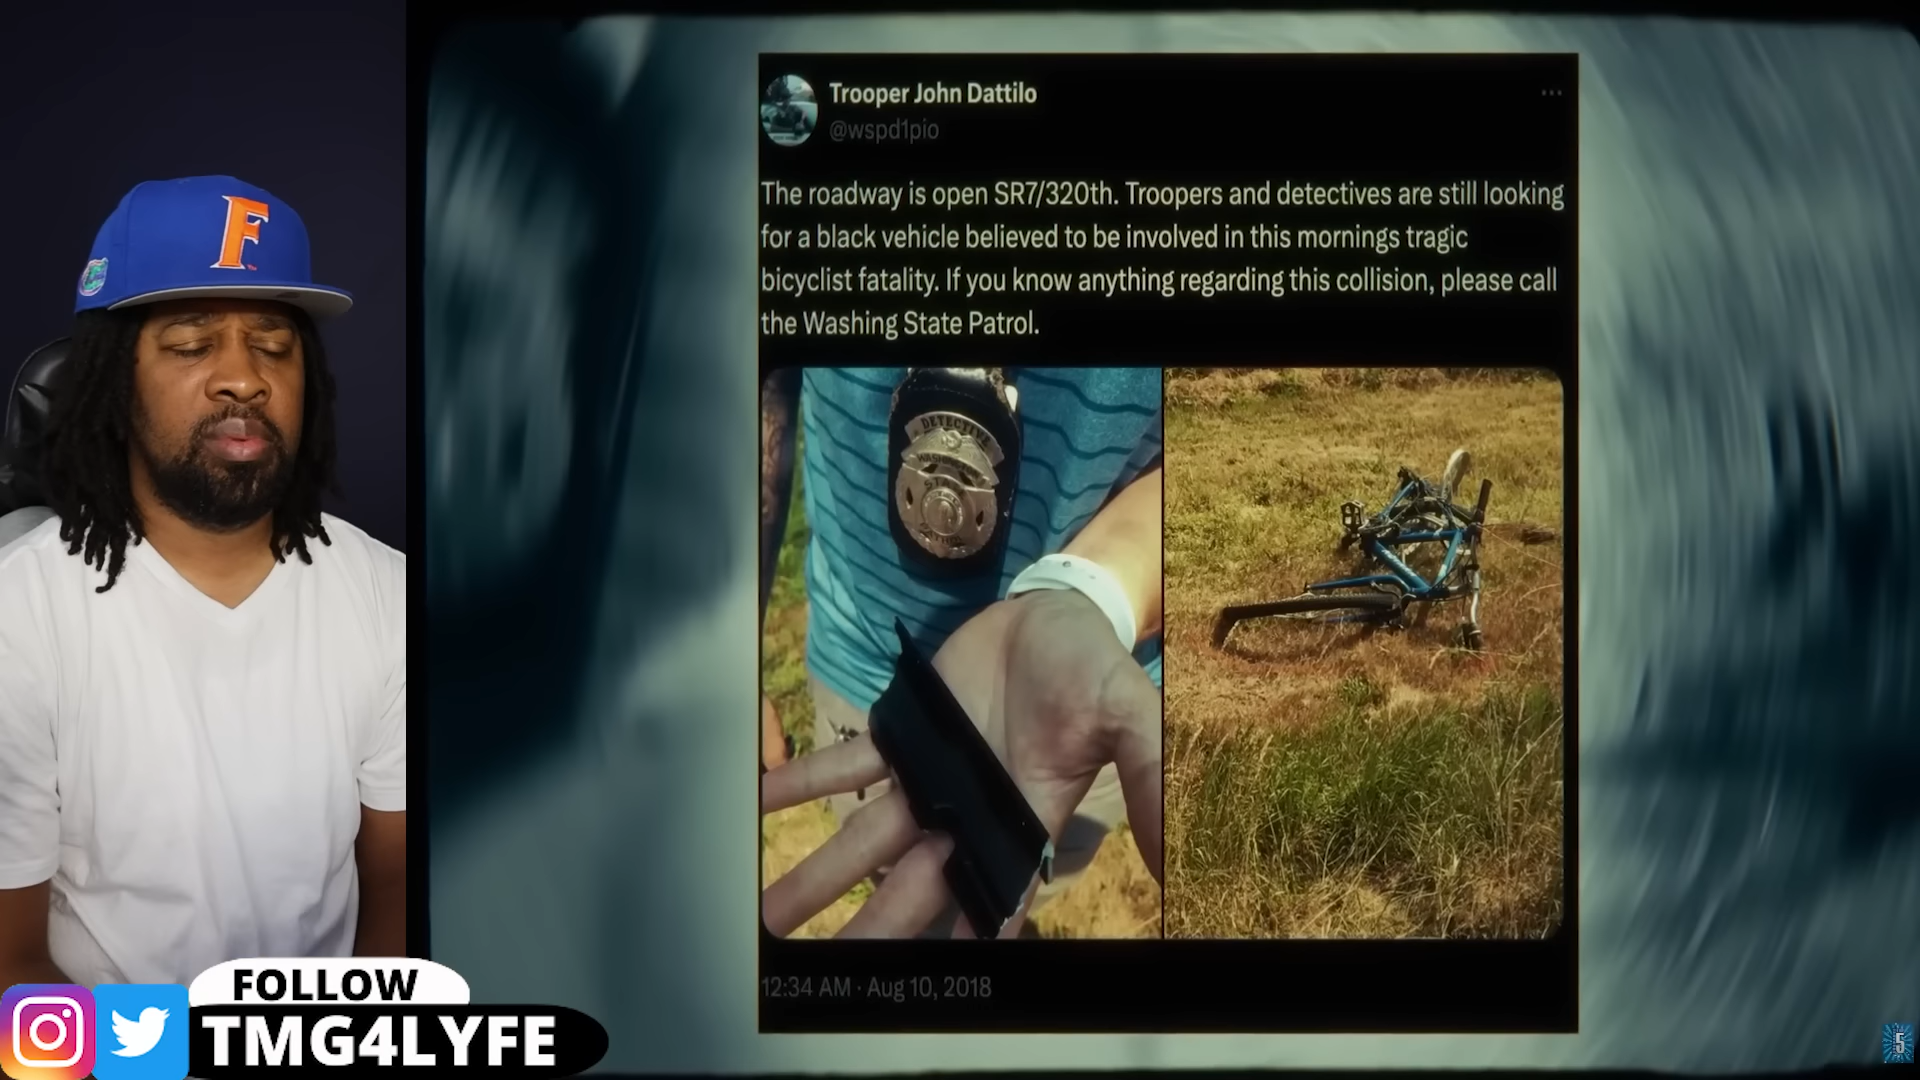 F
Trooper John Dattilo
@wspd1pio
The roadway is open SR7/320th. Troopers and detectives are still looking
for a black vehicle believed to be involved in this mornings tragic
bicyclist fatality. If you know anything regarding this collision, please call
the Washing State Patrol.
DETECTIVE
12:34 AM · Aug 10, 2018
FOLLOW
TMG4LYFE
5